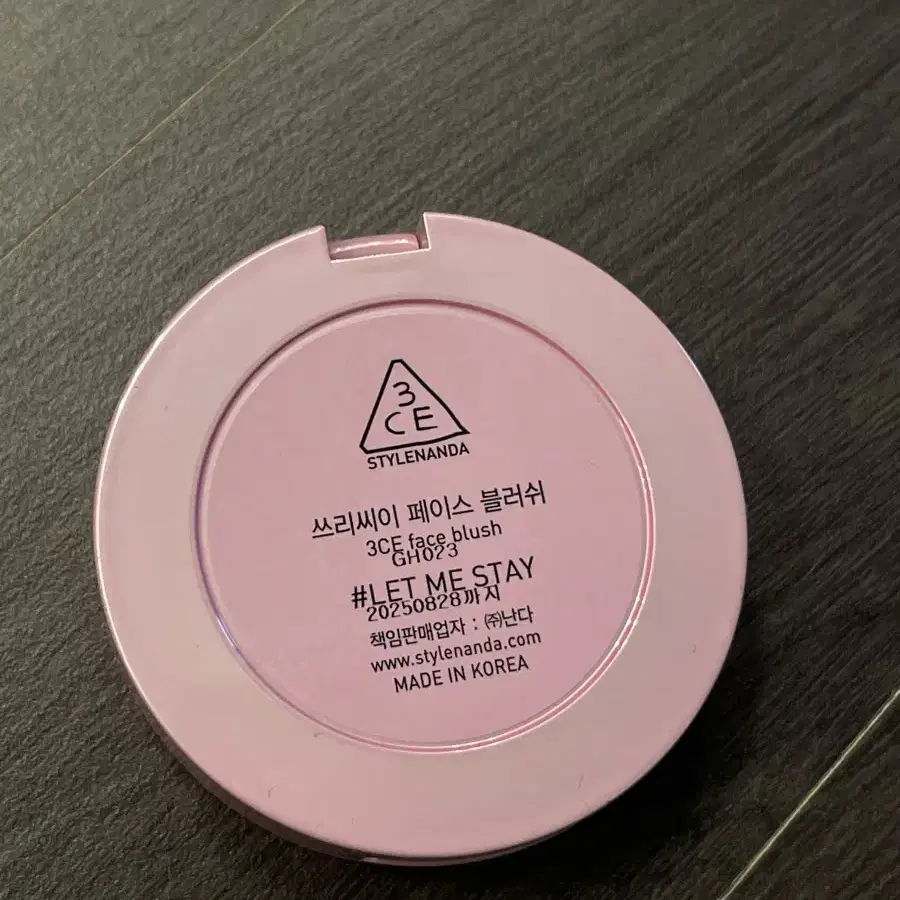 3
CE
STYLENANDA
쓰리씨이 페이스 블러쉬
3CE face blush
GH023
#LET ME STAY
20250828까지
책임판매업자 : ㈜난다
www.stylenanda.com
MADE IN KOREA